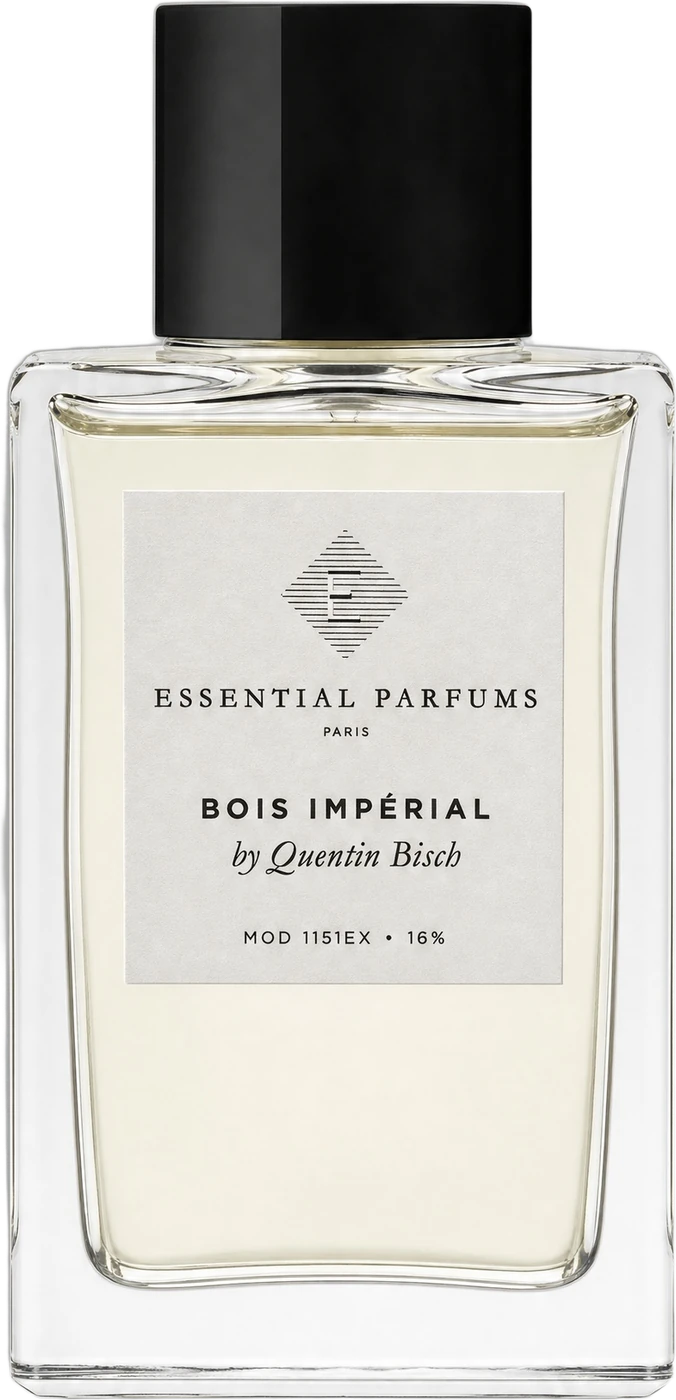 E
ESSENTIAL PARFUMS
PARIS
BOIS IMPÉRIAL
by Quentin Bisch
MOD 1151EX • 16%